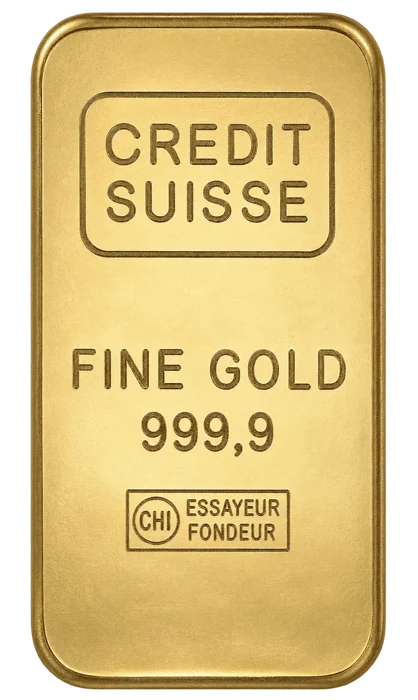 CREDIT
SUISSE
FINE GOLD
999,9
CHI ESSAYEUR
FONDEUR